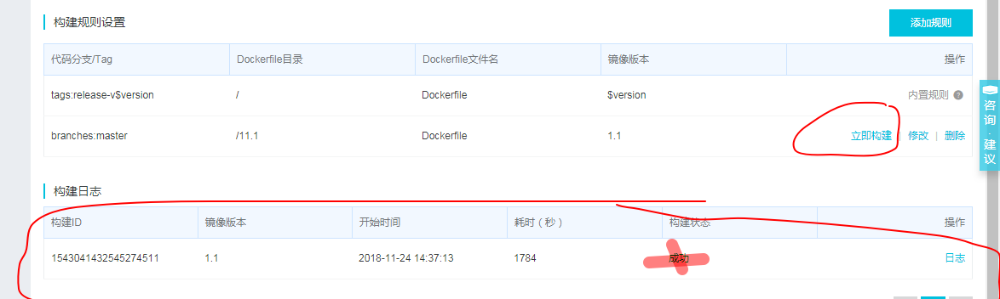 构建规则设置
添加规则
代码分支/Tag Dockerfile目录 Dockerfile文件名 镜像版本 操作
tags:release-v$version / Dockerfile $version 内置规则 ?
branches:master /11.1 Dockerfile 1.1 立即构建 | 修改 | 删除
咨询·建议
构建日志
构建ID 镜像版本 开始时间 耗时（秒） 构建状态 操作
1543041432545274511 1.1 2018-11-24 14:37:13 1784 成功 日志